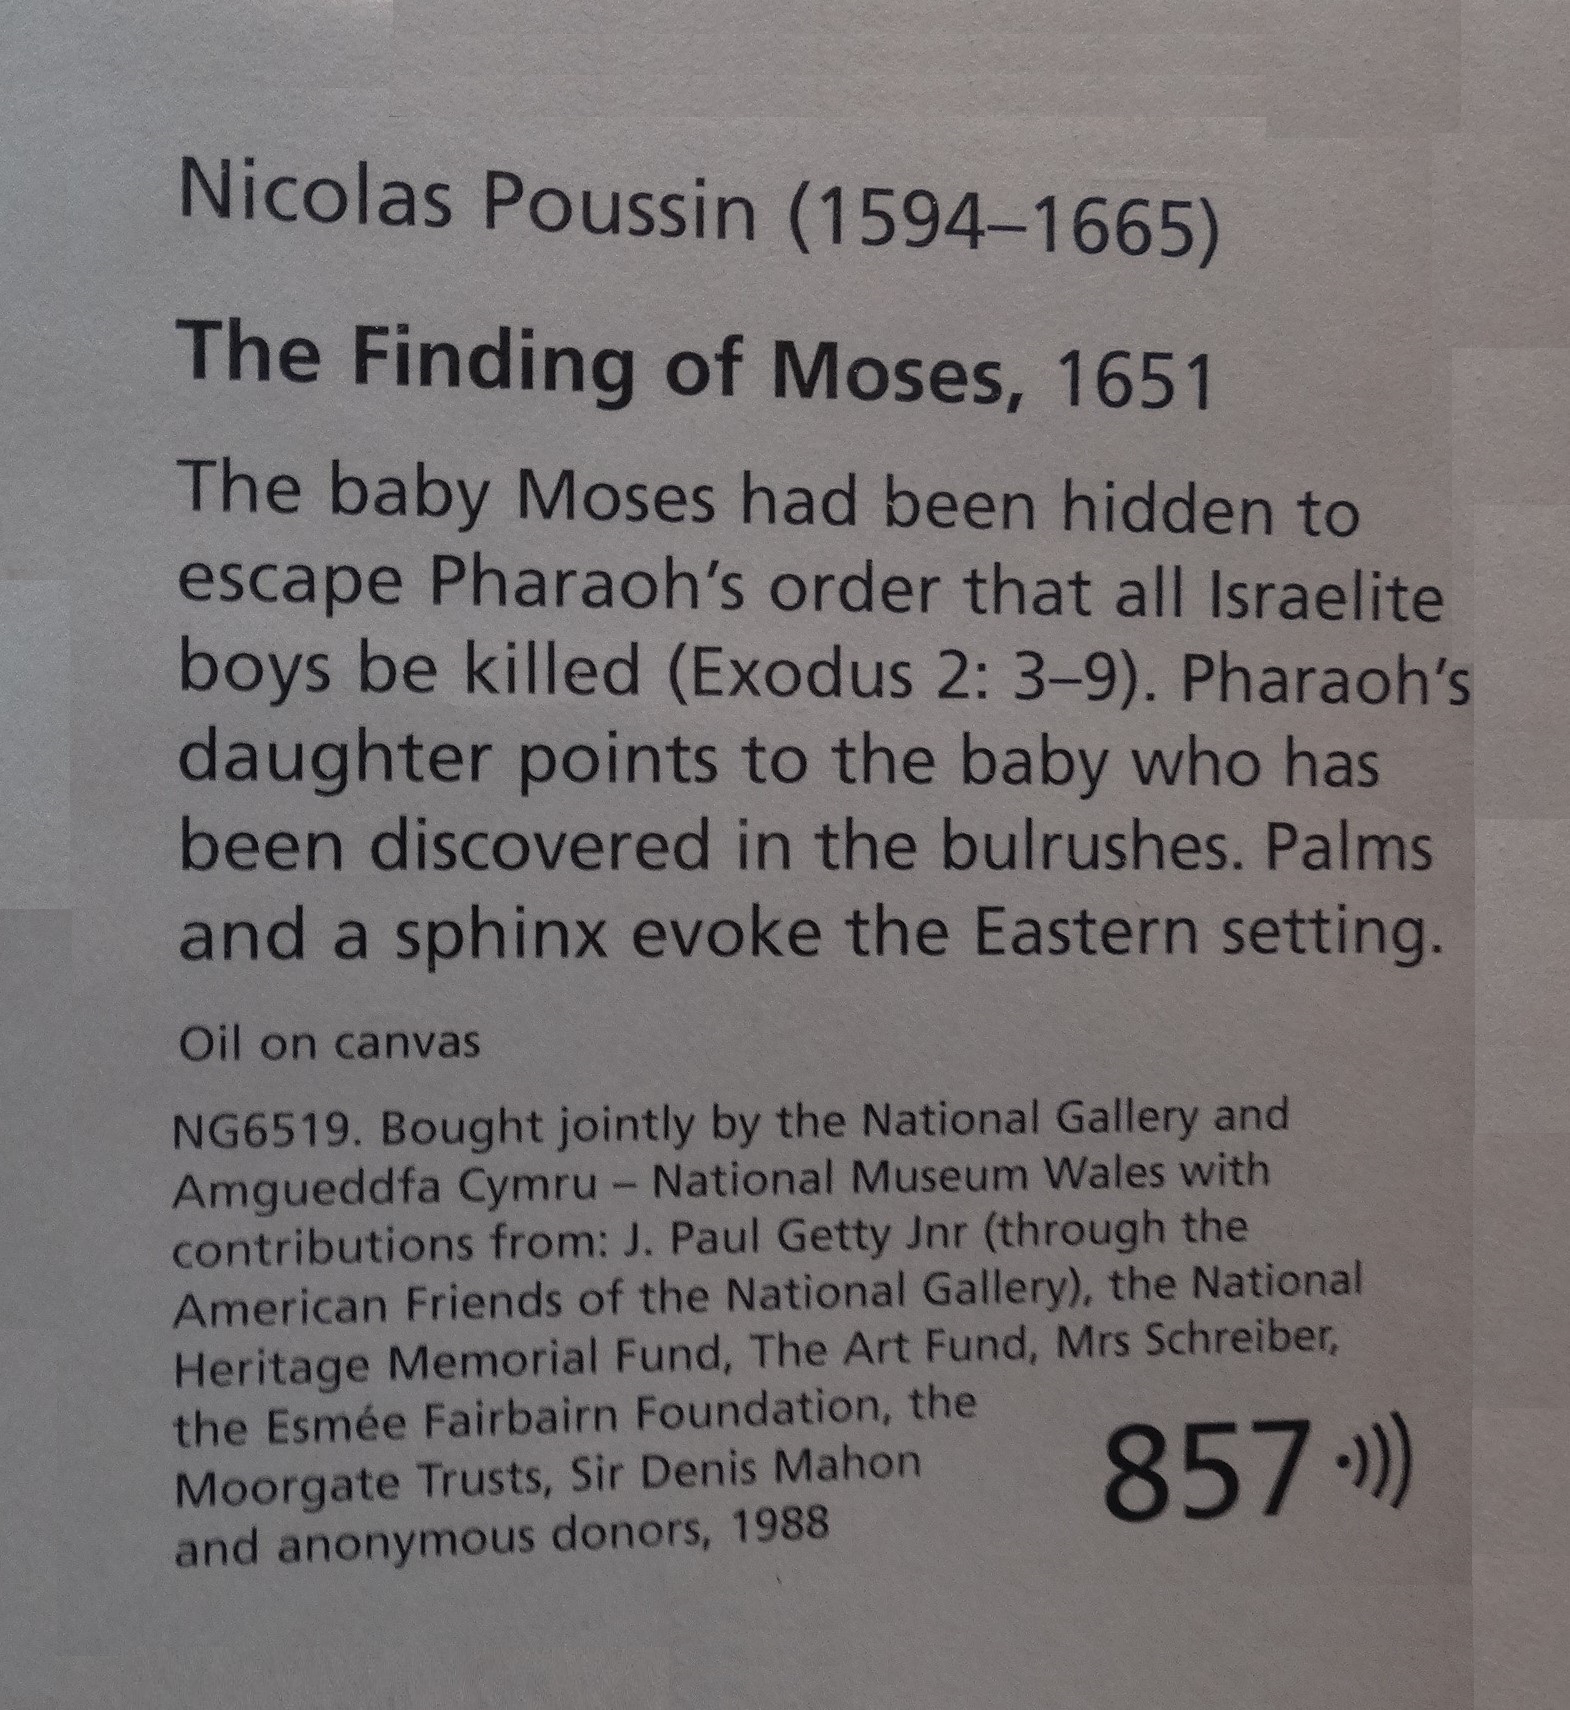 Nicolas Poussin (1594–1665)
The Finding of Moses, 1651
The baby Moses had been hidden to
escape Pharaoh’s order that all Israelite
boys be killed (Exodus 2: 3–9). Pharaoh’s
daughter points to the baby who has
been discovered in the bulrushes. Palms
and a sphinx evoke the Eastern setting.
Oil on canvas
NG6519. Bought jointly by the National Gallery and
Amgueddfa Cymru – National Museum Wales with
contributions from: J. Paul Getty Jnr (through the
American Friends of the National Gallery), the National
Heritage Memorial Fund, The Art Fund, Mrs Schreiber,
the Esmée Fairbairn Foundation, the
Moorgate Trusts, Sir Denis Mahon
and anonymous donors, 1988
857